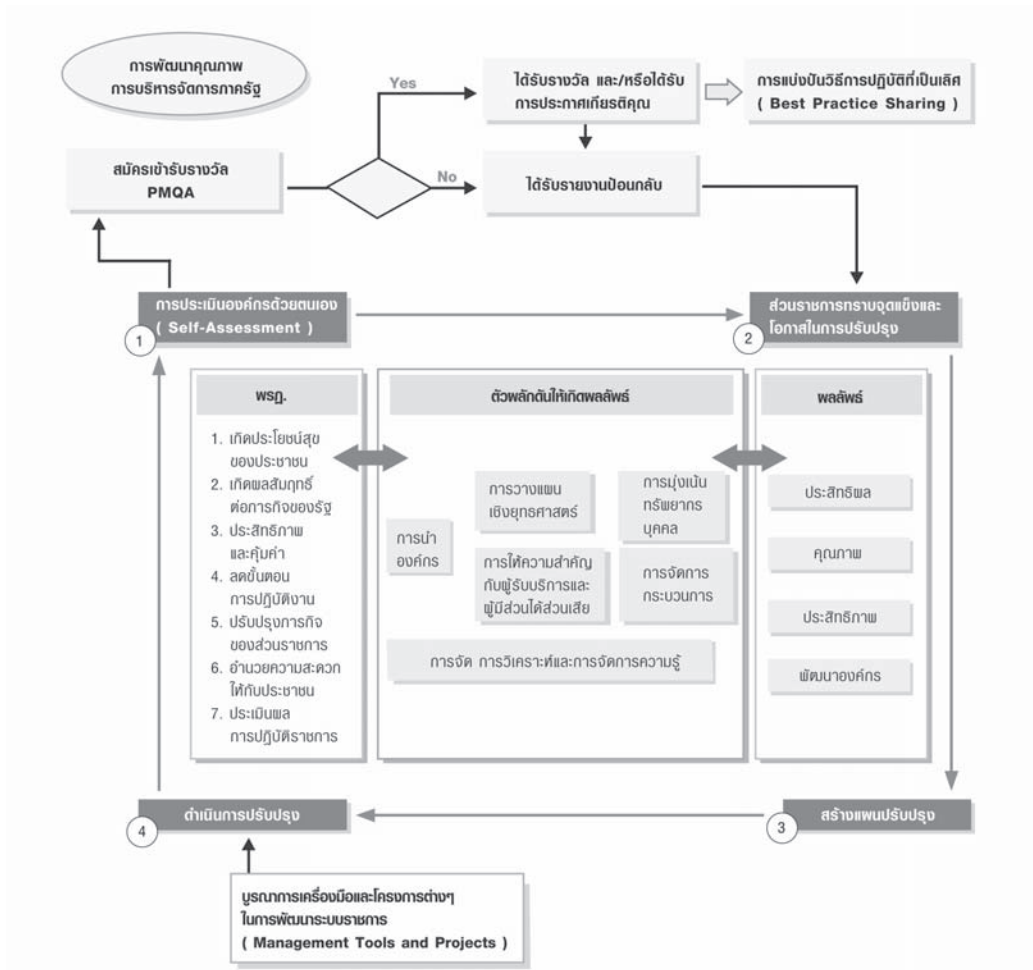 การพัฒนาคุณภาพ
การบริหารจัดการภาครัฐ
Yes
ได้รับรางวัล และ/หรือได้รับ
การประกาศเกียรติคุณ
การแบ่งปันวิธีการปฏิบัติที่เป็นเลิศ
( Best Practice Sharing )
สมัครเข้ารับรางวัล
PMQA
No
ได้รับรายงานป้อนกลับ
การประเมินองค์กรด้วยตนเอง
( Self-Assessment )
1
ส่วนราชการทราบจุดแข็งและ
โอกาสในการปรับปรุง
2
พรฎ.
1. เกิดประโยชน์สุข
ของประชาชน
2. เกิดผลสัมฤทธิ์
ต่อภารกิจของรัฐ
3. ประสิทธิภาพ
และคุ้มค่า
4. ลดขั้นตอน
การปฏิบัติงาน
5. ปรับปรุงภารกิจ
ของส่วนราชการ
6. อำนวยความสะดวก
ให้กับประชาชน
7. ประเมินผล
การปฏิบัติราชการ
ตัวผลักดันให้เกิดผลลัพธ์
การนำ
องค์กร
การวางแผน
เชิงยุทธศาสตร์
การมุ่งเน้น
ทรัพยากร
บุคคล
การให้ความสำคัญ
กับผู้รับบริการและ
ผู้มีส่วนได้ส่วนเสีย
การจัดการ
กระบวนการ
การจัด การวิเคราะห์และการจัดการความรู้
ผลลัพธ์
ประสิทธิผล
คุณภาพ
ประสิทธิภาพ
พัฒนาองค์กร
ดำเนินการปรับปรุง
4
สร้างแผนปรับปรุง
3
บูรณาการเครื่องมือและโครงการต่างๆ
ในการพัฒนาระบบราชการ
( Management Tools and Projects )